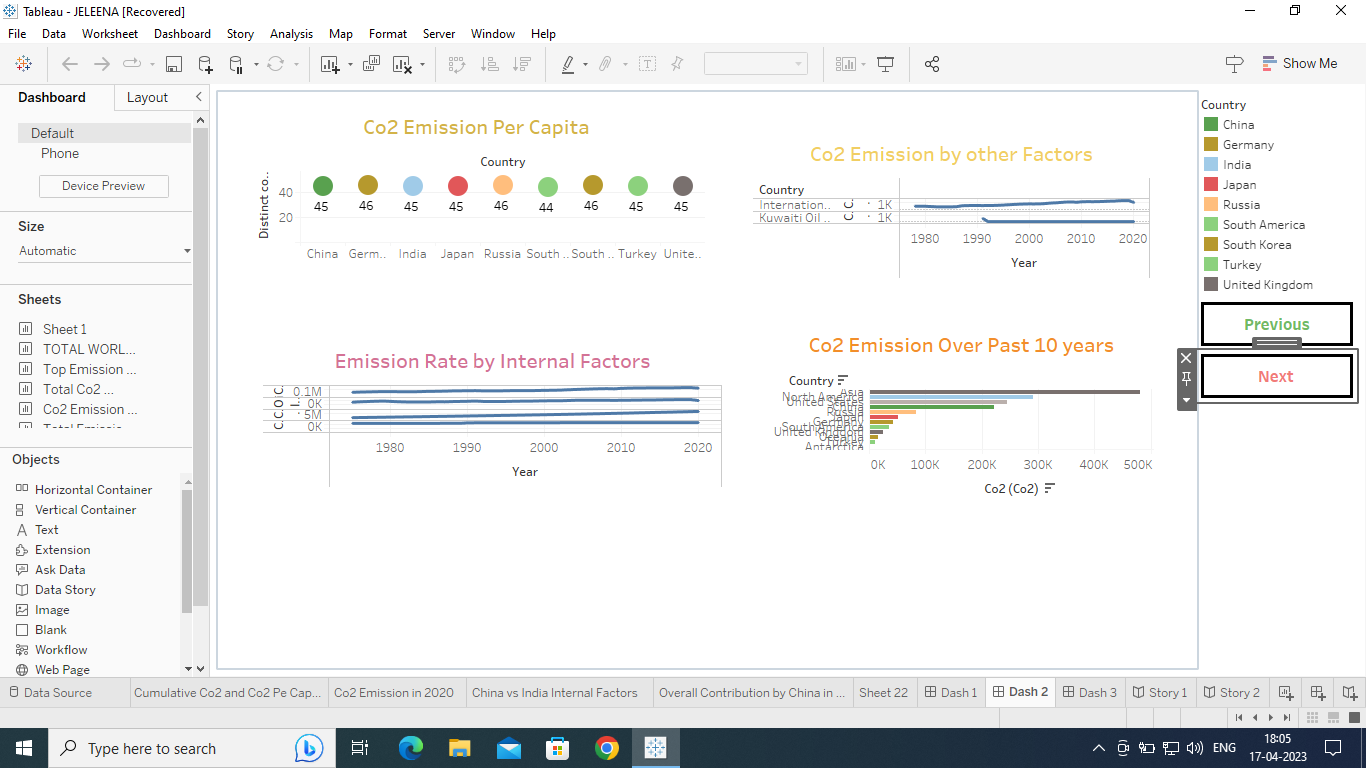 Tableau - JELEENA [Recovered]
File Data Worksheet Dashboard Story Analysis Map Format Server Window Help
Show Me
Dashboard Layout
Default
Phone
Device Preview
Size
Automatic
Sheets
Sheet 1
TOTAL WORL...
Top Emission ...
Total Co2 ...
Co2 Emission ...
Total Emissio...
Objects
Horizontal Container
Vertical Container
Text
Extension
Ask Data
Data Story
Image
Blank
Workflow
Web Page
Co2 Emission Per Capita
Country
Distinct co..
40
20
45 46 45 45 46 44 46 45 45
China Germ.. India Japan Russia South .. South .. Turkey Unite..
Co2 Emission by other Factors
Country
Internation.. C. 1K
Kuwaiti Oil .. C. 1K
1980 1990 2000 2010 2020
Year
Emission Rate by Internal Factors
0.1M
0K
5M
0K
1980 1990 2000 2010 2020
Year
Co2 Emission Over Past 10 years
Country
Asia
North America
United States
China
Russia
Japan
Germany
South America
United Kingdom
Oceania
Turkey
Antarctica
0K 100K 200K 300K 400K 500K
Co2 (Co2)
Country
China
Germany
India
Japan
Russia
South America
South Korea
Turkey
United Kingdom
Previous
Next
Data Source Cumulative Co2 and Co2 Pe Cap... Co2 Emission in 2020 China vs India Internal Factors Overall Contribution by China in ... Sheet 22 Dash 1 Dash 2 Dash 3 Story 1 Story 2
Type here to search
ENG
18:05
17-04-2023